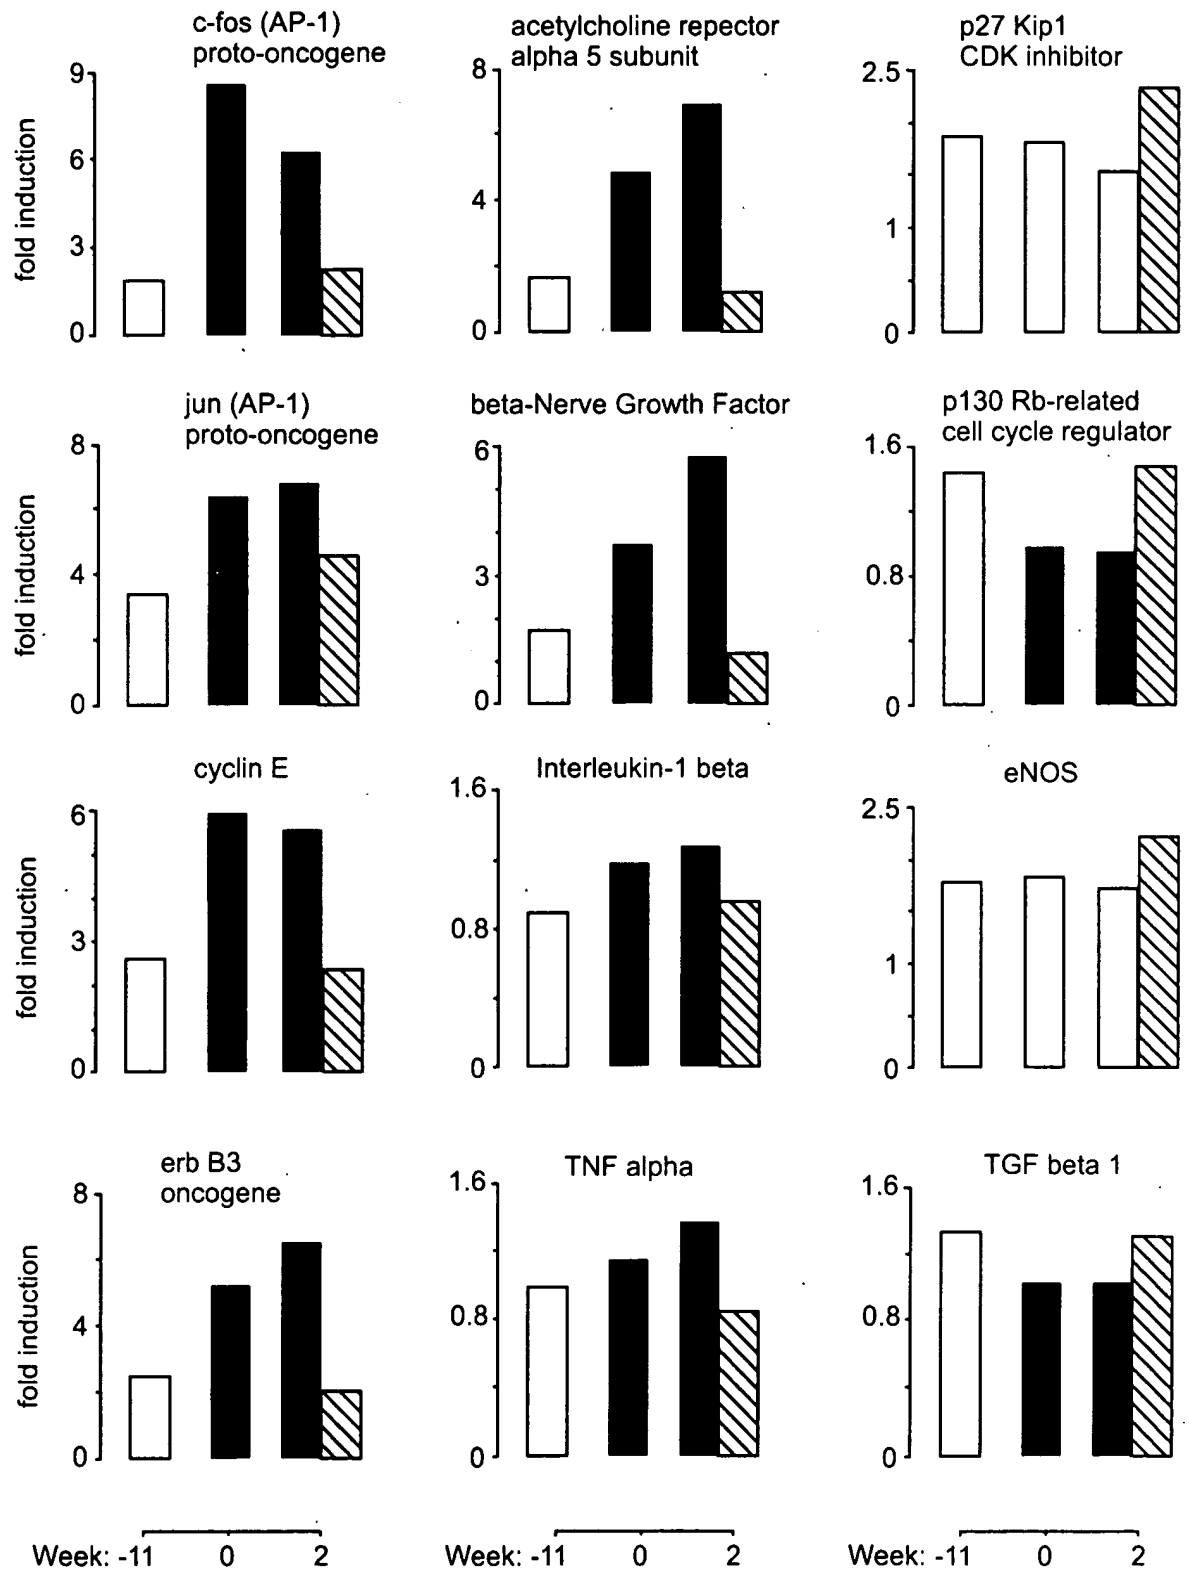 c-fos (AP-1)
proto-oncogene
9
6
3
0
fold induction
acetylcholine repector
alpha 5 subunit
8
4
0
p27 Kip1
CDK inhibitor
2.5
1
0
jun (AP-1)
proto-oncogene
8
4
0
fold induction
beta-Nerve Growth Factor
6
3
0
p130 Rb-related
cell cycle regulator
1.6
0.8
0
cyclin E
6
3
0
fold induction
Interleukin-1 beta
1.6
0.8
0
eNOS
2.5
1
0
erb B3
oncogene
8
4
0
fold induction
TNF alpha
1.6
0.8
0
TGF beta 1
1.6
0.8
0
Week: -11 0 2
Week: -11 0 2
Week: -11 0 2